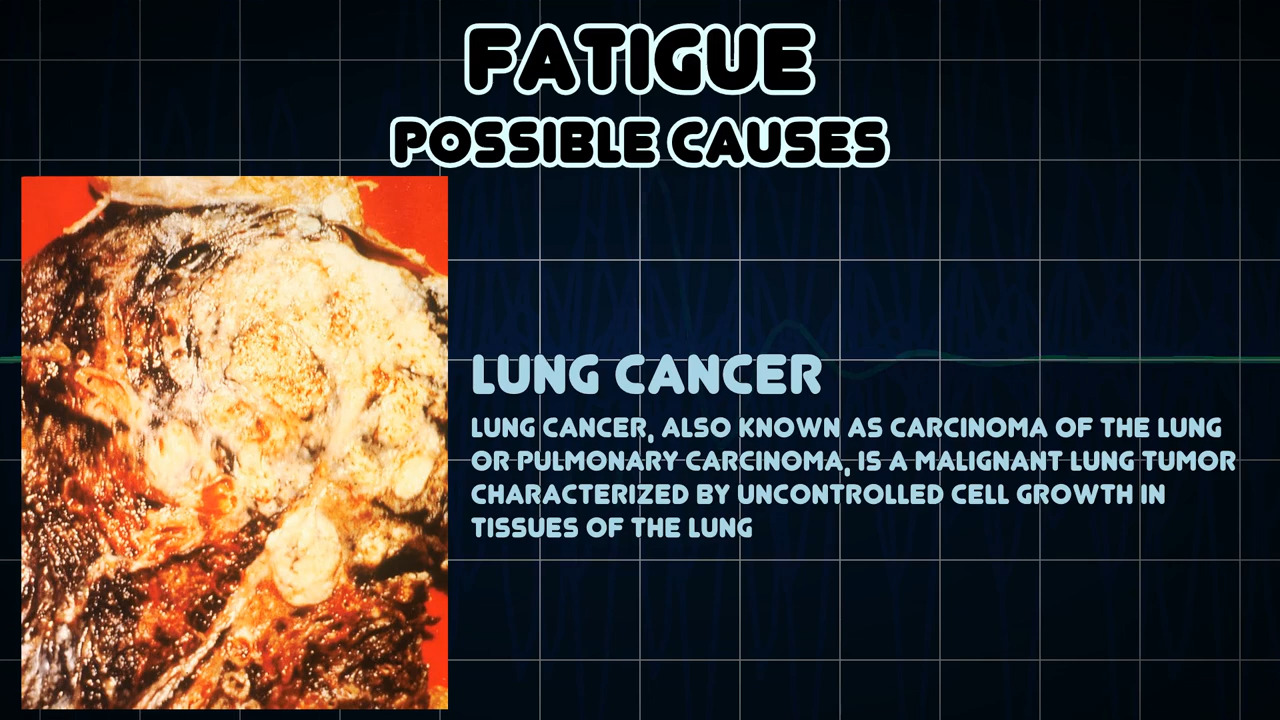 FATIGUE
POSSIBLE CAUSES
LUNG CANCER
LUNG CANCER, ALSO KNOWN AS CARCINOMA OF THE LUNG
OR PULMONARY CARCINOMA, IS A MALIGNANT LUNG TUMOR
CHARACTERIZED BY UNCONTROLLED CELL GROWTH IN
TISSUES OF THE LUNG